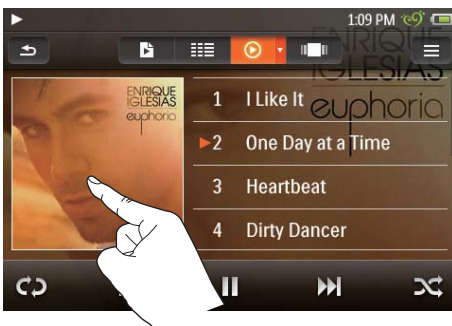 1:09 PM
ENRIQUE
IGLESIAS
euphoria
ENRIQUE
IGLESIAS
euphoria
1 I Like It
2 One Day at a Time
3 Heartbeat
4 Dirty Dancer